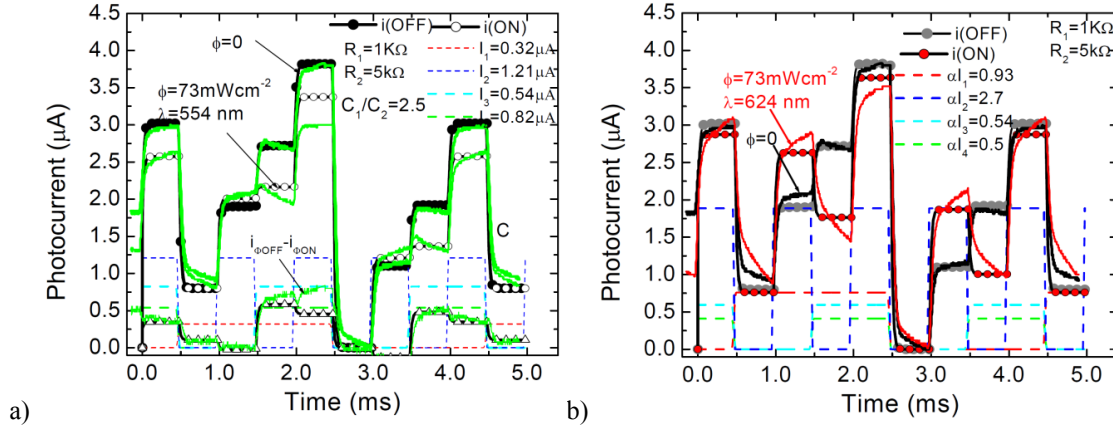 i(OFF) i(ON)
ϕ=0
R₁=1KΩ I₁=0.32μA
R₂=5kΩ I₂=1.21μA
ϕ=73mWcm⁻² I₃=0.54μA
λ=554 nm C₁/C₂=2.5 0.82μA
C
i_ΦOFF-i_ΦON
4.5
4.0
3.5
3.0
2.5
2.0
1.5
1.0
0.5
0.0
Photocurrent (μA)
0.0 1.0 2.0 3.0 4.0 5.0
Time (ms)
a)
i(OFF) R₁=1KΩ
i(ON) R₂=5kΩ
ϕ=73mWcm⁻² αI₁=0.93
λ=624 nm αI₂=2.7
αI₃=0.54
ϕ=0 αI₄=0.5
4.5
4.0
3.5
3.0
2.5
2.0
1.5
1.0
0.5
0.0
Photocurrent (μA)
0.0 1.0 2.0 3.0 4.0 5.0
Time (ms)
b)